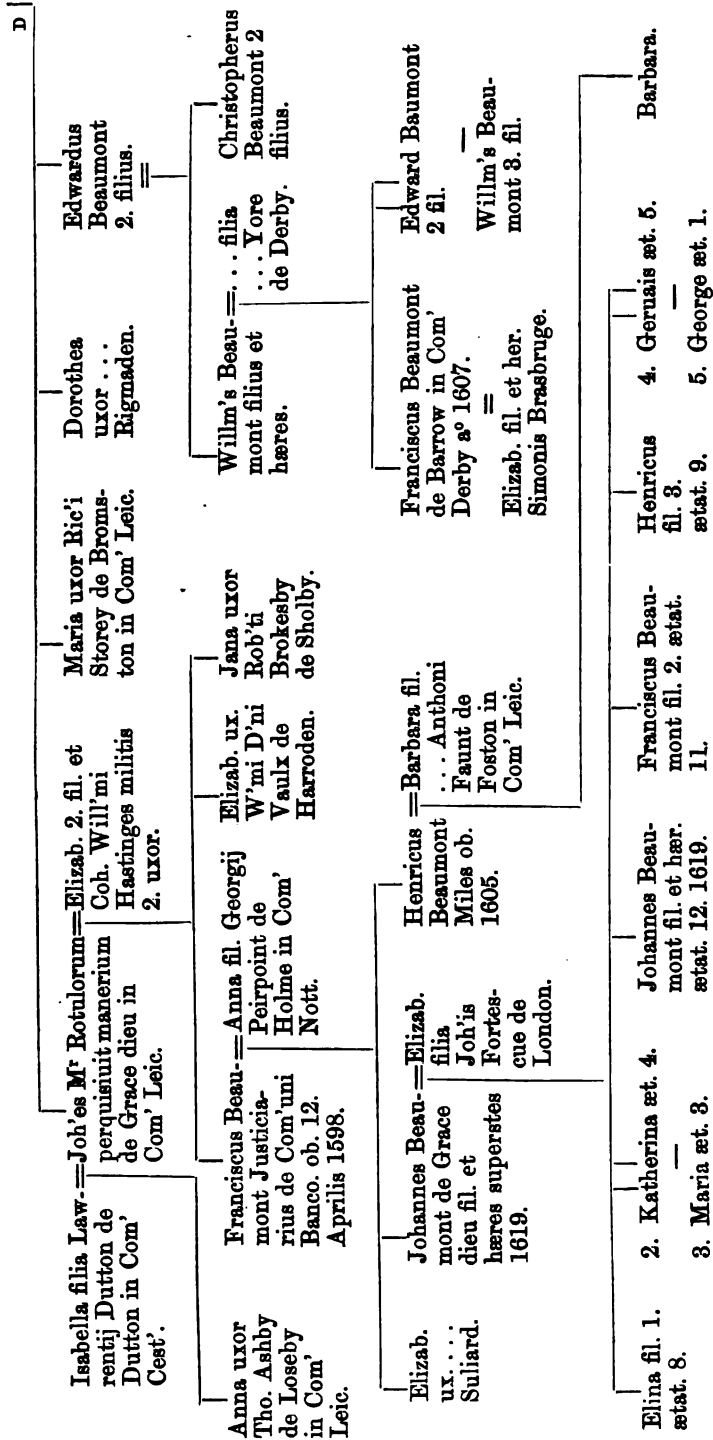 D
Isabella filia Law-
rentij Dutton de
Dutton in Com'
Cest'.
=Joh'es Mr Rotulorum=
perquisiuit manerium
de Grace dieu in
Com' Leic.
Elizab. 2. fil. et
Coh. Will'mi
Hastinges militis
2. uxor.
Maria uxor Ric'i
Storey de Broms-
ton in Com' Leic.
Dorothea
uxor ...
Rigmaden.
Edwardus
Beaumont
2. filius.
=
Anna uxor
Tho. Ashby
de Loseby
in Com'
Leic.
Franciscus Beau-
mont Justicia-
rius de Com'uni
Banco. ob. 12.
Aprilis 1598.
=Anna fil. Georgij
Peirpoint de
Holme in Com'
Nott.
Elizab. ux.
W'mi D'ni
Vaulx de
Harroden.
Jana uxor
Rob'ti
Brokesby
de Sholby.
Willm's Beau-
mont filius et
hæres.
=... filia
... Yore
de Derby.
Christopherus
Beaumont 2
filius.
Elizab.
ux.....
Suliard.
Johannes Beau-
mont de Grace
dieu fil. et
hæres superstes
1619.
=Elizab.
filia
Joh'is
Fortes-
cue de
London.
Henricus
Beaumont
Miles ob.
1605.
=Barbara fil.
... Anthoni
Faunt de
Foston in
Com' Leic.
Franciscus Beaumont
de Barrow in Com'
Derby ao 1607.
=
Elizab. fil. et her.
Simonis Brasbruge.
Edward Baumont
2 fil.
—
Willm's Beau-
mont 3. fil.
Elina fil. 1.
ætat. 8.
2. Katherina æt. 4.
—
3. Maria æt. 3.
Johannes Beau-
mont fil. et hær.
ætat. 12. 1619.
Franciscus Beau-
mont fil. 2. ætat.
11.
Henricus
fil. 3.
ætat. 9.
4. Geruais æt. 5.
—
5. George æt. 1.
Barbara.